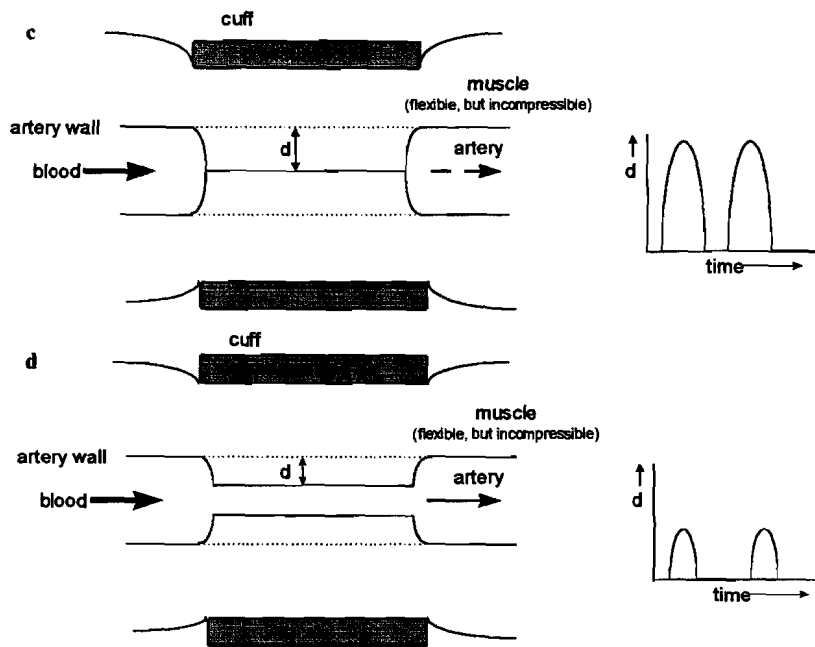 c
cuff
muscle
(flexible, but incompressible)
artery wall
d
artery
blood
d
time
d
cuff
muscle
(flexible, but incompressible)
artery wall
d
artery
blood
d
time